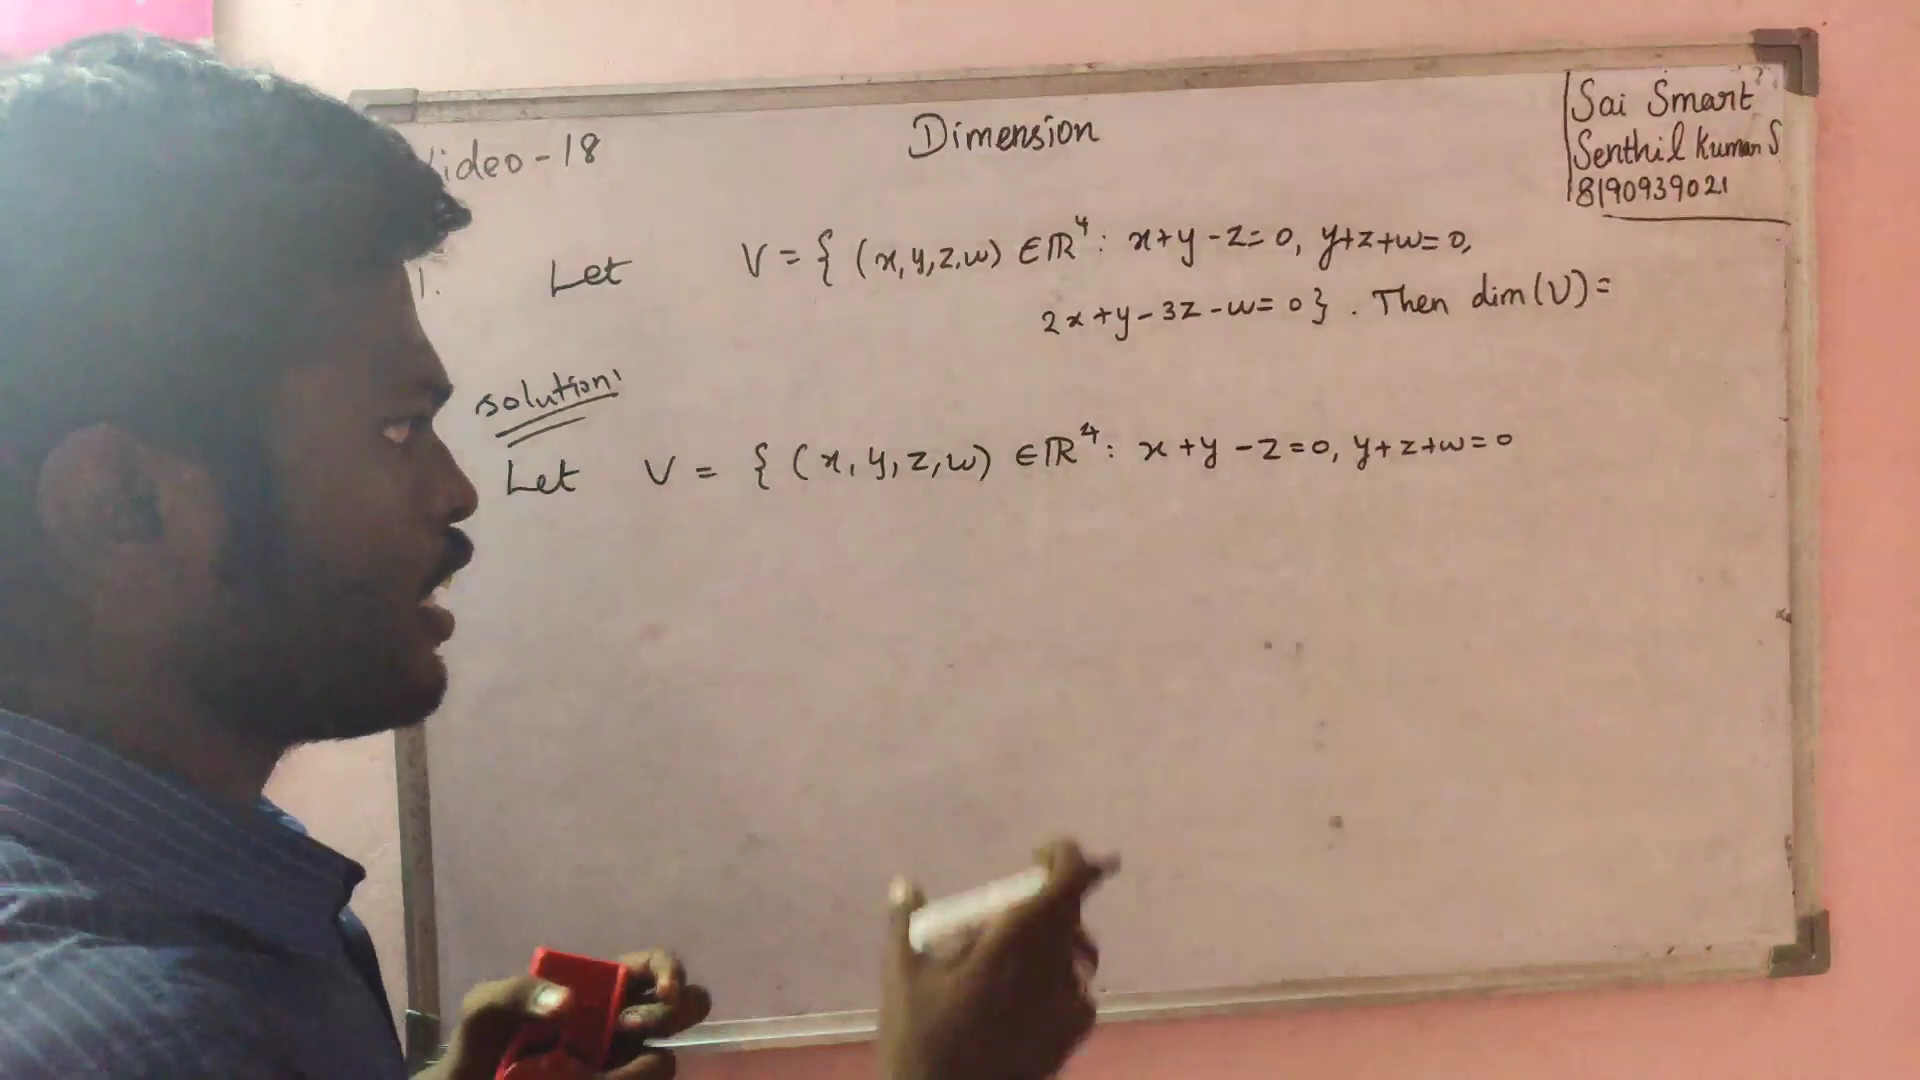 Video-18
Dimension
Sai Smart
Senthil Kumar S
8190939021
1. Let V = { (x,y,z,w) ∈ ℝ⁴: x+y-z=0, y+z+w=0,
2x+y-3z-w=0}. Then dim(V)=
solution:
Let V = { (x,y,z,w) ∈ ℝ⁴: x+y-z=0, y+z+w=0